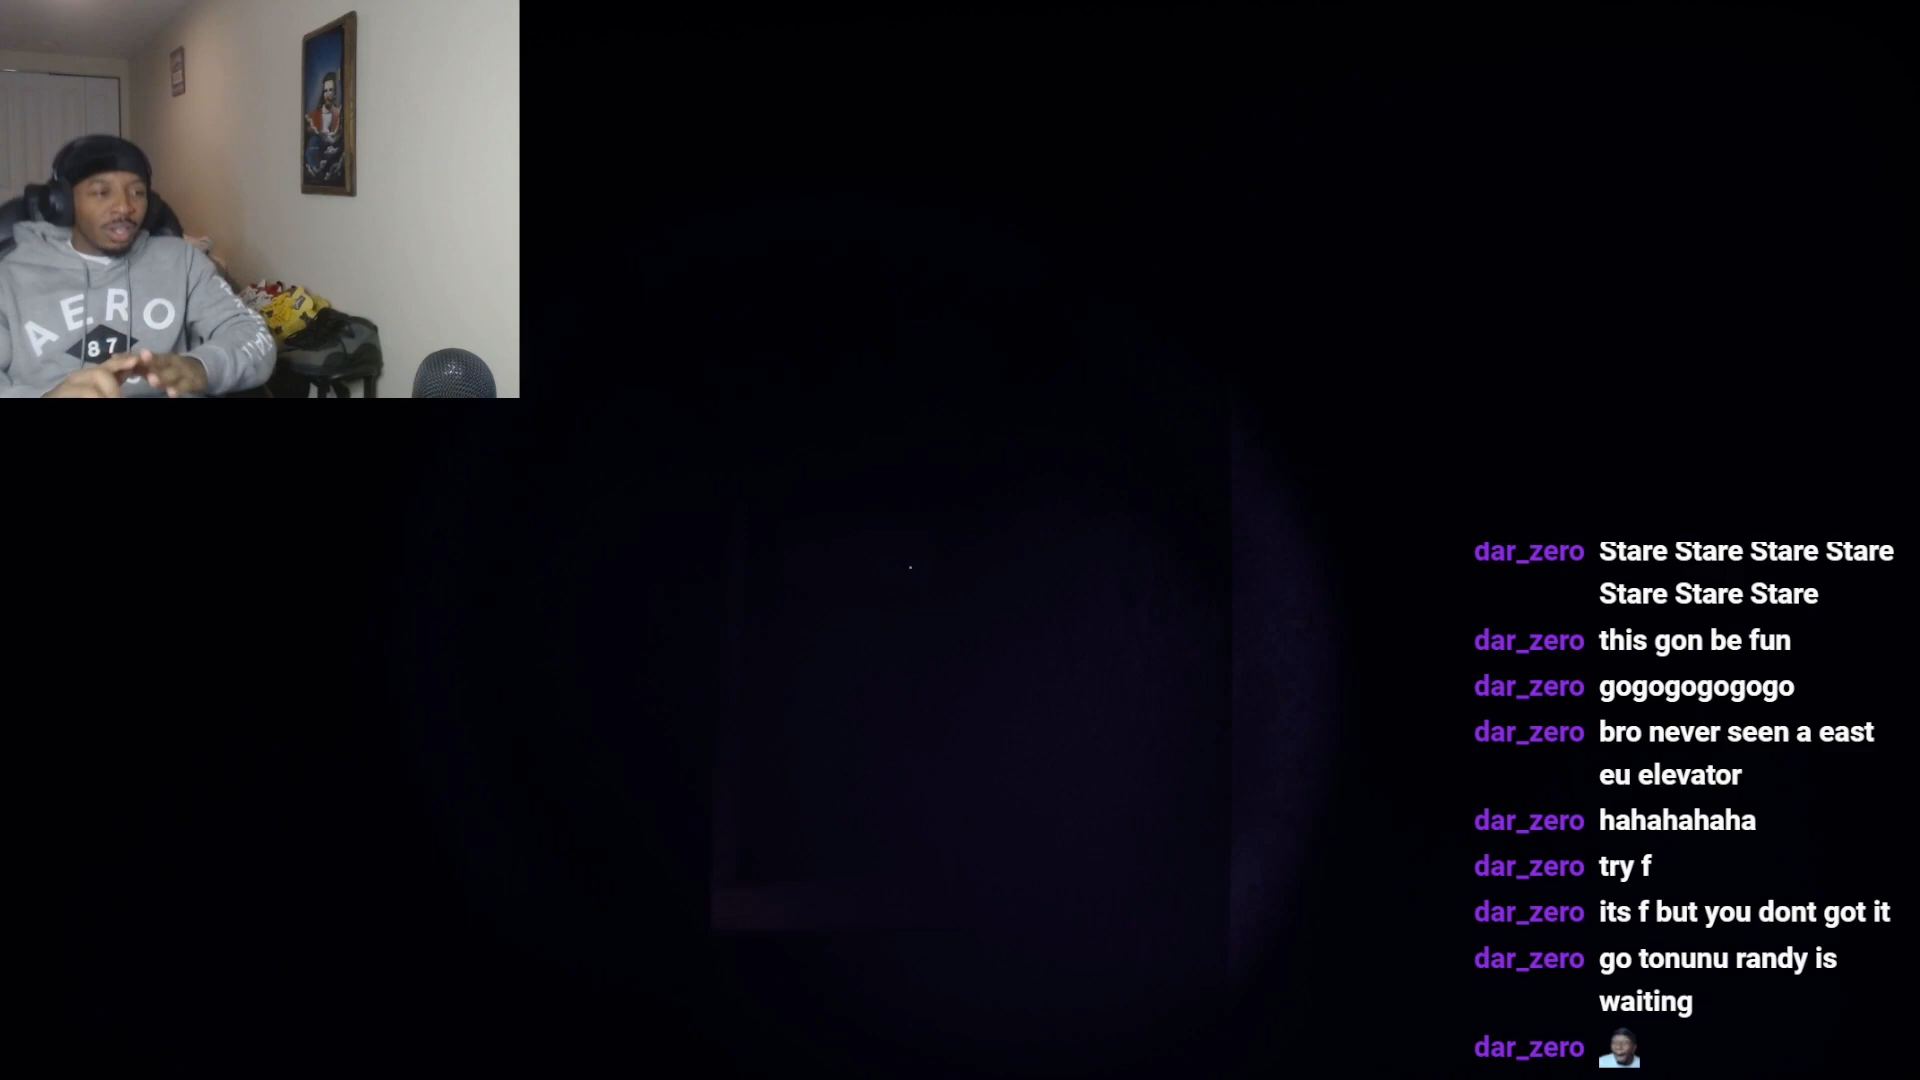 AERO
87
dar_zero Stare Stare Stare Stare
Stare Stare Stare
dar_zero this gon be fun
dar_zero gogogogogogo
dar_zero bro never seen a east
eu elevator
dar_zero hahahahaha
dar_zero try f
dar_zero its f but you dont got it
dar_zero go tonunu randy is
waiting
dar_zero